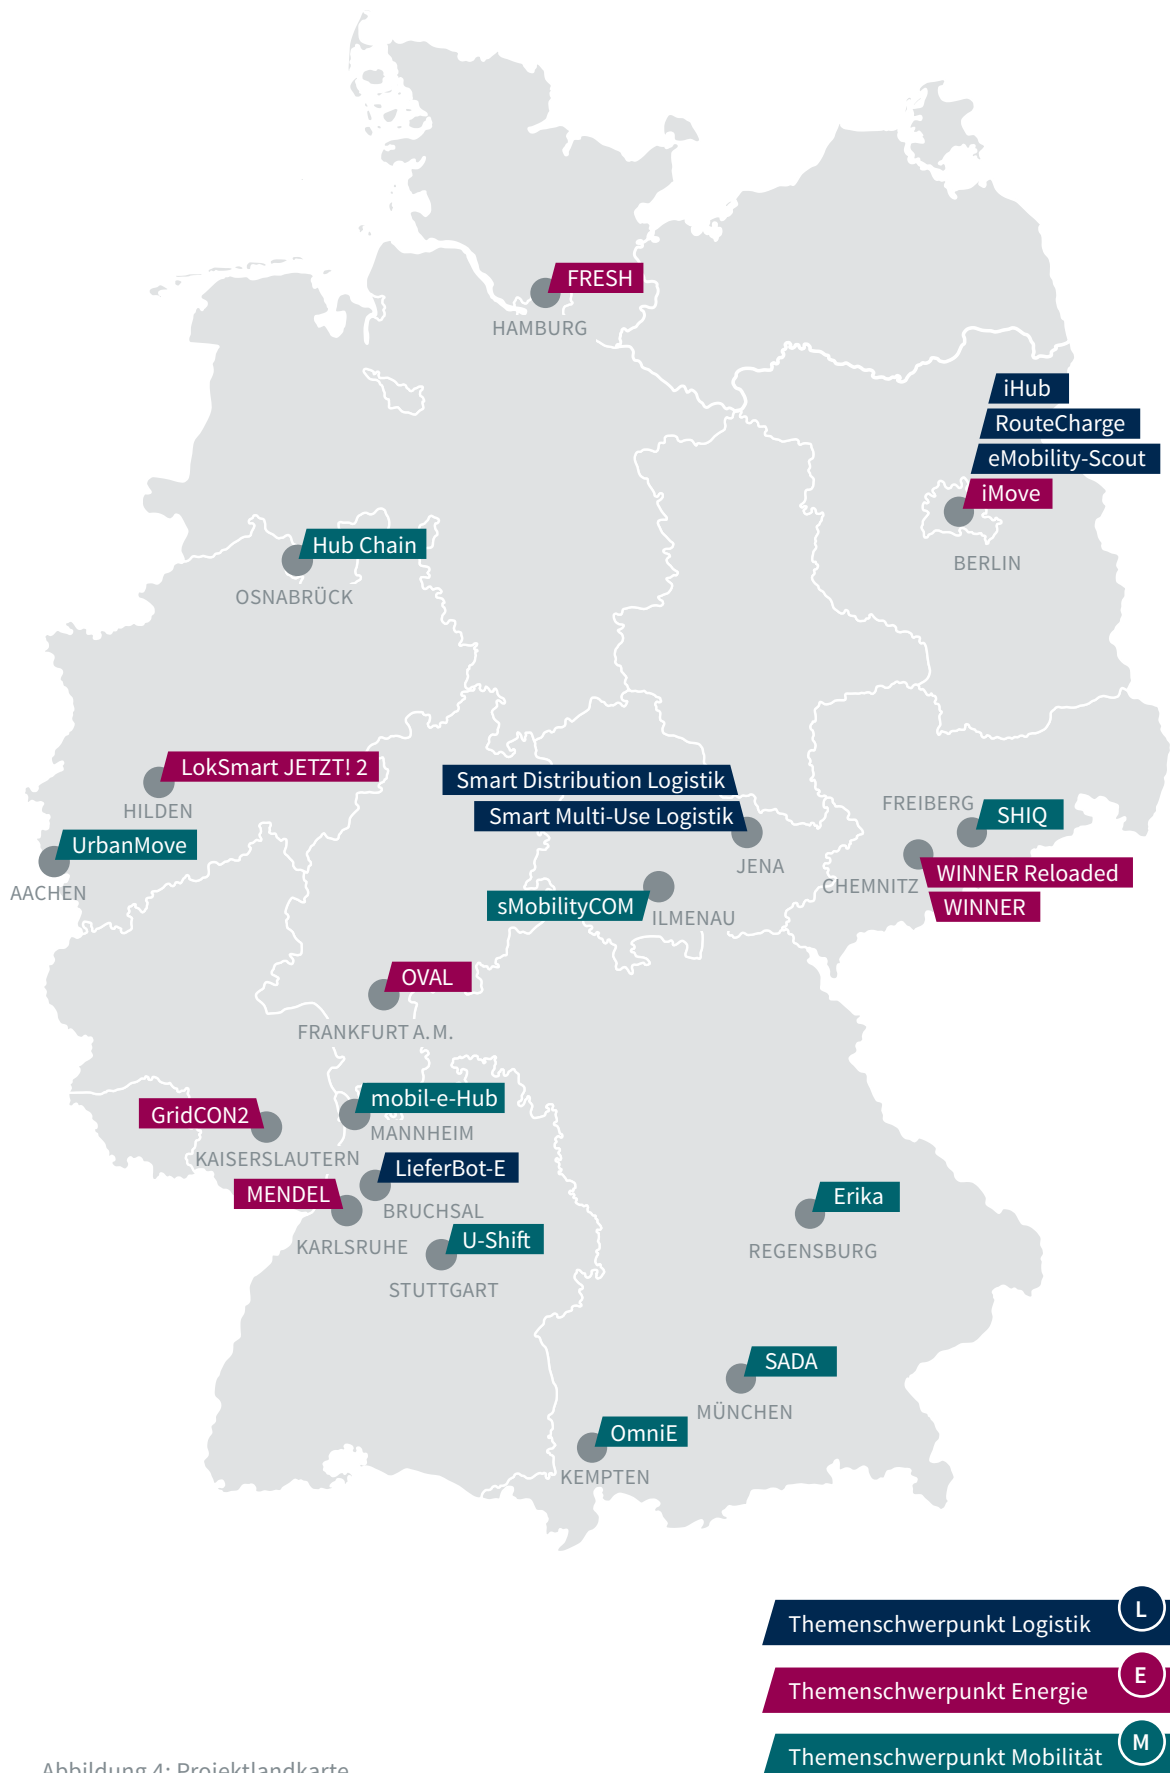 FRESH
HAMBURG
iHub
RouteCharge
eMobility-Scout
iMove
BERLIN
Hub Chain
OSNABRÜCK
LokSmart JETZT! 2
HILDEN
UrbanMove
AACHEN
Smart Distribution Logistik
Smart Multi-Use Logistik
JENA
sMobilityCOM
ILMENAU
FREIBERG
SHIQ
CHEMNITZ
WINNER Reloaded
WINNER
OVAL
FRANKFURT A.M.
mobil-e-Hub
MANNHEIM
GridCON2
KAISERSLAUTERN
LieferBot-E
BRUCHSAL
MENDEL
KARLSRUHE
U-Shift
STUTTGART
Erika
REGENSBURG
SADA
MÜNCHEN
OmniE
KEMPTEN
Themenschwerpunkt Logistik L
Themenschwerpunkt Energie E
Themenschwerpunkt Mobilität M
Abbildung 4: Projektlandkarte